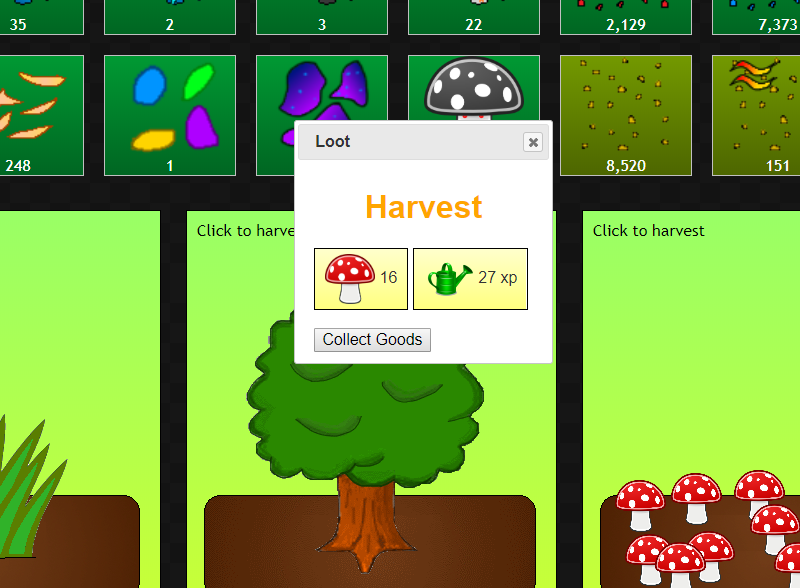 35
2
3
22
2,129
7,373
248
1
8,520
151
Loot
Harvest
16
27 xp
Collect Goods
Click to harve
Click to harvest